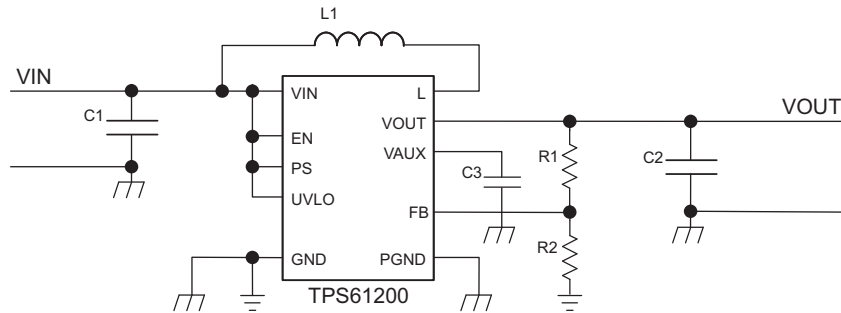 L1
VIN
VOUT
C1
VIN
L
EN
VOUT
PS
VAUX
UVLO
FB
GND
PGND
C3
R1
C2
R2
TPS61200